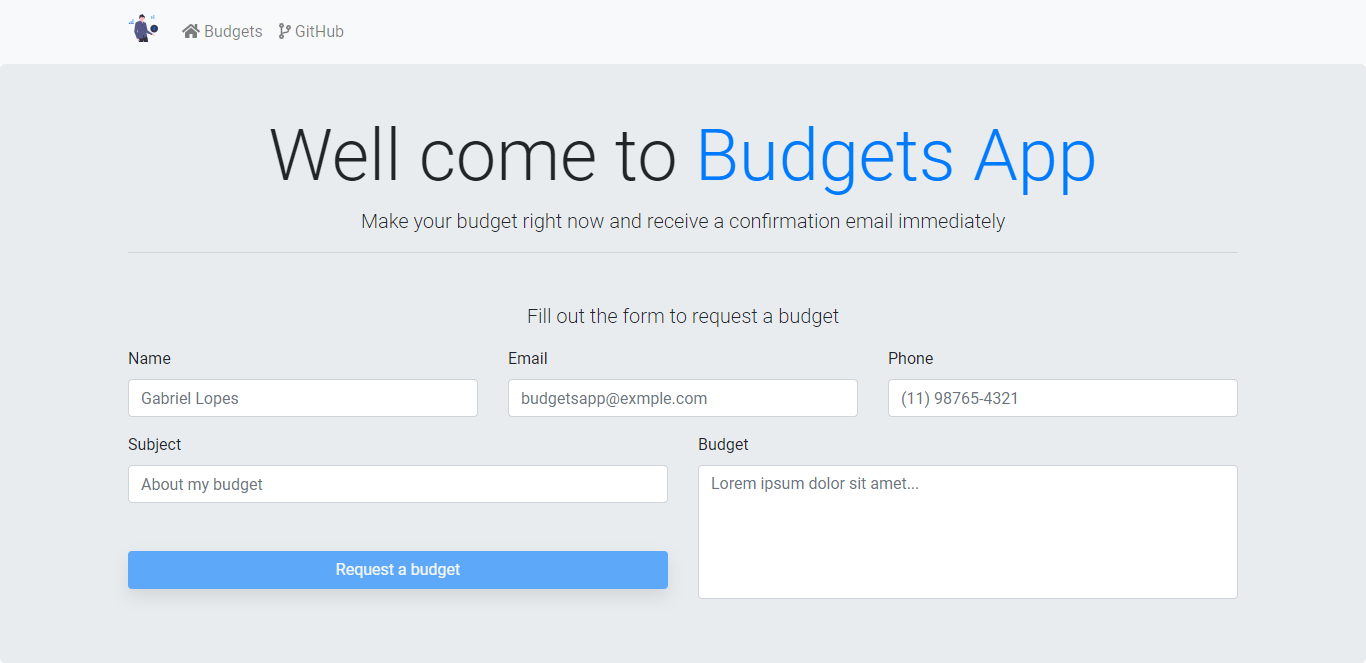 Budgets GitHub
Well come to Budgets App
Make your budget right now and receive a confirmation email immediately
Fill out the form to request a budget
Name Email Phone
Gabriel Lopes budgetsapp@exmple.com (11) 98765-4321
Subject Budget
About my budget Lorem ipsum dolor sit amet...
Request a budget